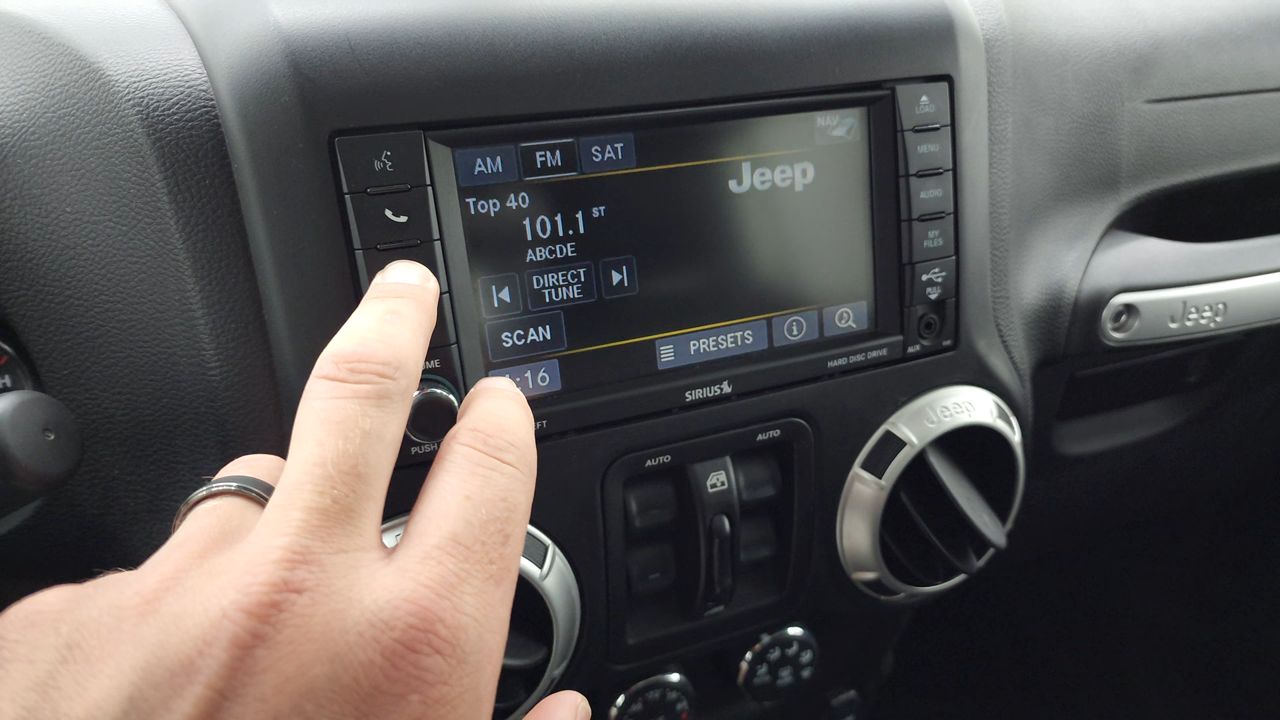 AM FM SAT
NAV
Jeep
Top 40
101.1 ST
ABCDE
DIRECT
TUNE
SCAN
PRESETS
:16
LOAD
MENU
AUDIO
MY
FILES
PULL
AUX
HARD DISC DRIVE
SIRIUS
PUSH
AUTO
AUTO
Jeep
Jeep
H